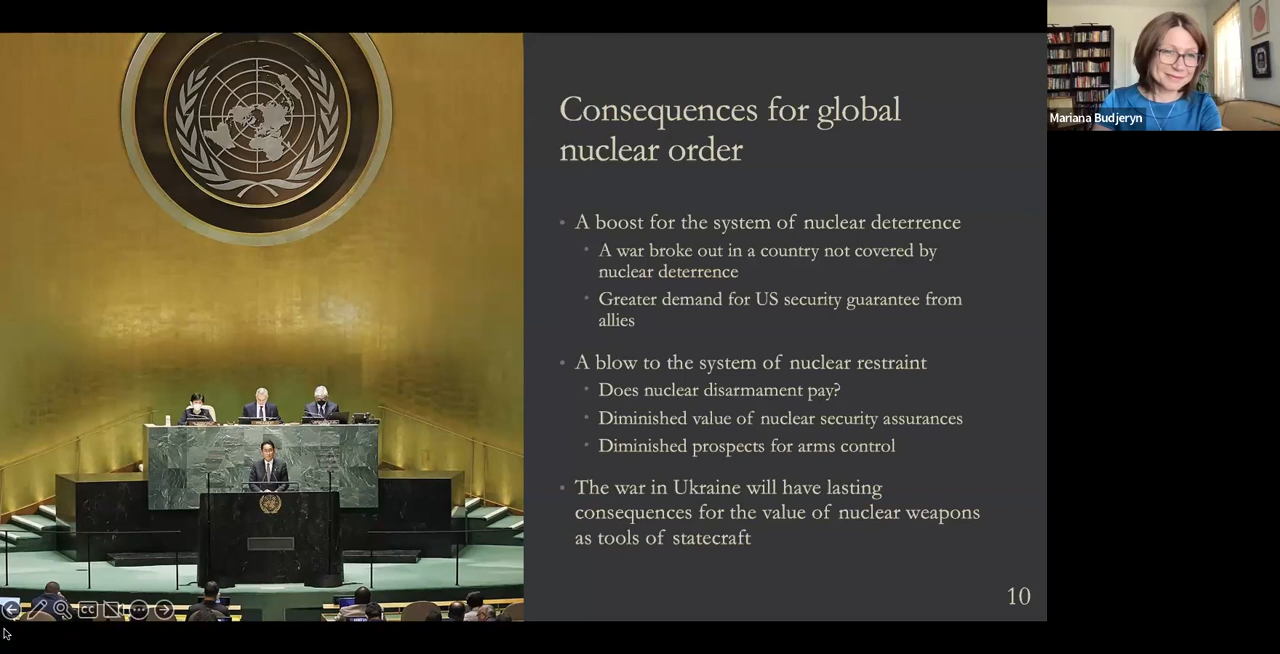 Consequences for global
nuclear order
• A boost for the system of nuclear deterrence
• A war broke out in a country not covered by
nuclear deterrence
• Greater demand for US security guarantee from
allies
• A blow to the system of nuclear restraint
• Does nuclear disarmament pay?
• Diminished value of nuclear security assurances
• Diminished prospects for arms control
• The war in Ukraine will have lasting
consequences for the value of nuclear weapons
as tools of statecraft
10
Mariana Budjeryn
CC